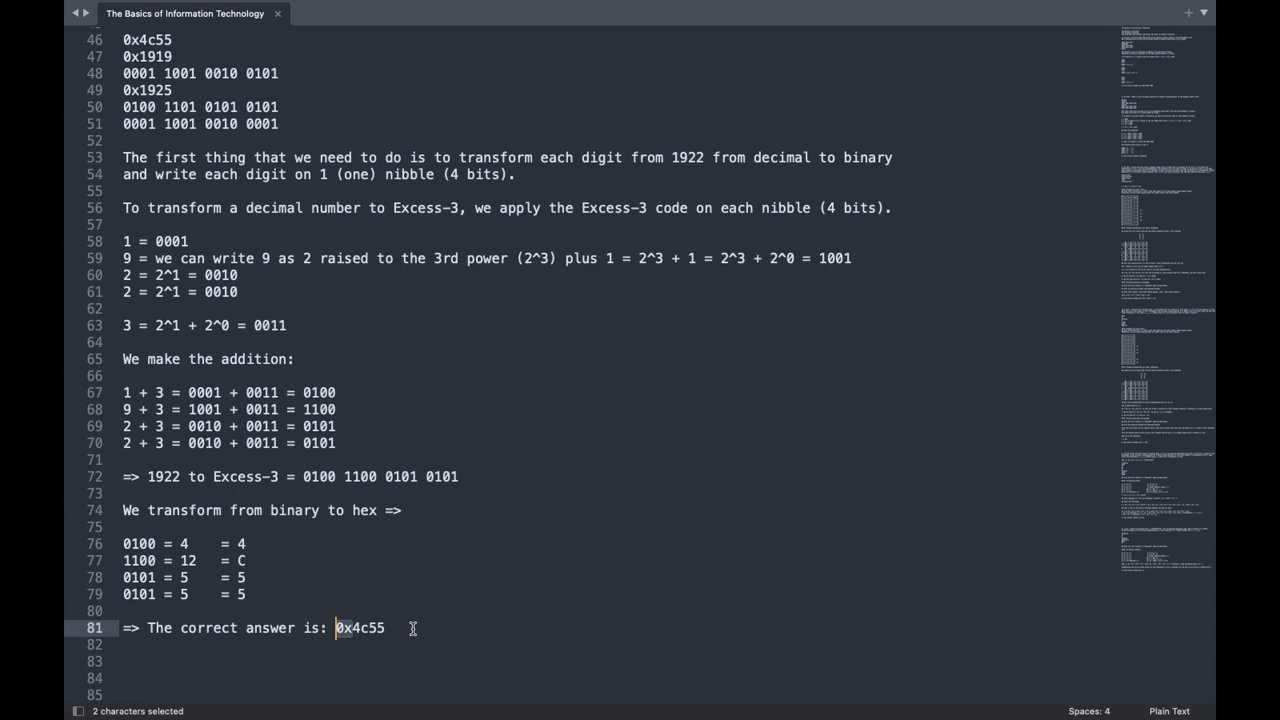 The Basics of Information Technology
46 0x4c55
47 0x1919
48 0001 1001 0010 0101
49 0x1925
50 0100 1101 0101 0101
51 0001 1001 0010 0001
52
53 The first thing that we need to do is to transform each digit from 1922 from decimal to binary
54 and write each digit on 1 (one) nibble (4 bits).
55
56 To transform a decimal number to Excess-3, we apply the Excess-3 code on each nibble (4 bits).
57
58 1 = 0001
59 9 = we can write 9 as 2 raised to the 3rd power (2^3) plus 1 = 2^3 + 1 = 2^3 + 2^0 = 1001
60 2 = 2^1 = 0010
61 2 = 2^1 = 0010
62
63 3 = 2^1 + 2^0 = 0011
64
65 We make the addition:
66
67 1 + 3 = 0001 + 0011 = 0100
68 9 + 3 = 1001 + 0011 = 1100
69 2 + 3 = 0010 + 0011 = 0101
70 2 + 3 = 0010 + 0011 = 0101
71
72 => 1922 to Excess-3 = 0100 1100 0101 0101
73
74 We transform from binary to hex =>
75
76 0100 = 4 = 4
77 1100 = 12 = C
78 0101 = 5 = 5
79 0101 = 5 = 5
80
81 => The correct answer is: 0x4c55
82
83
84
85
2 characters selected Spaces: 4 Plain Text